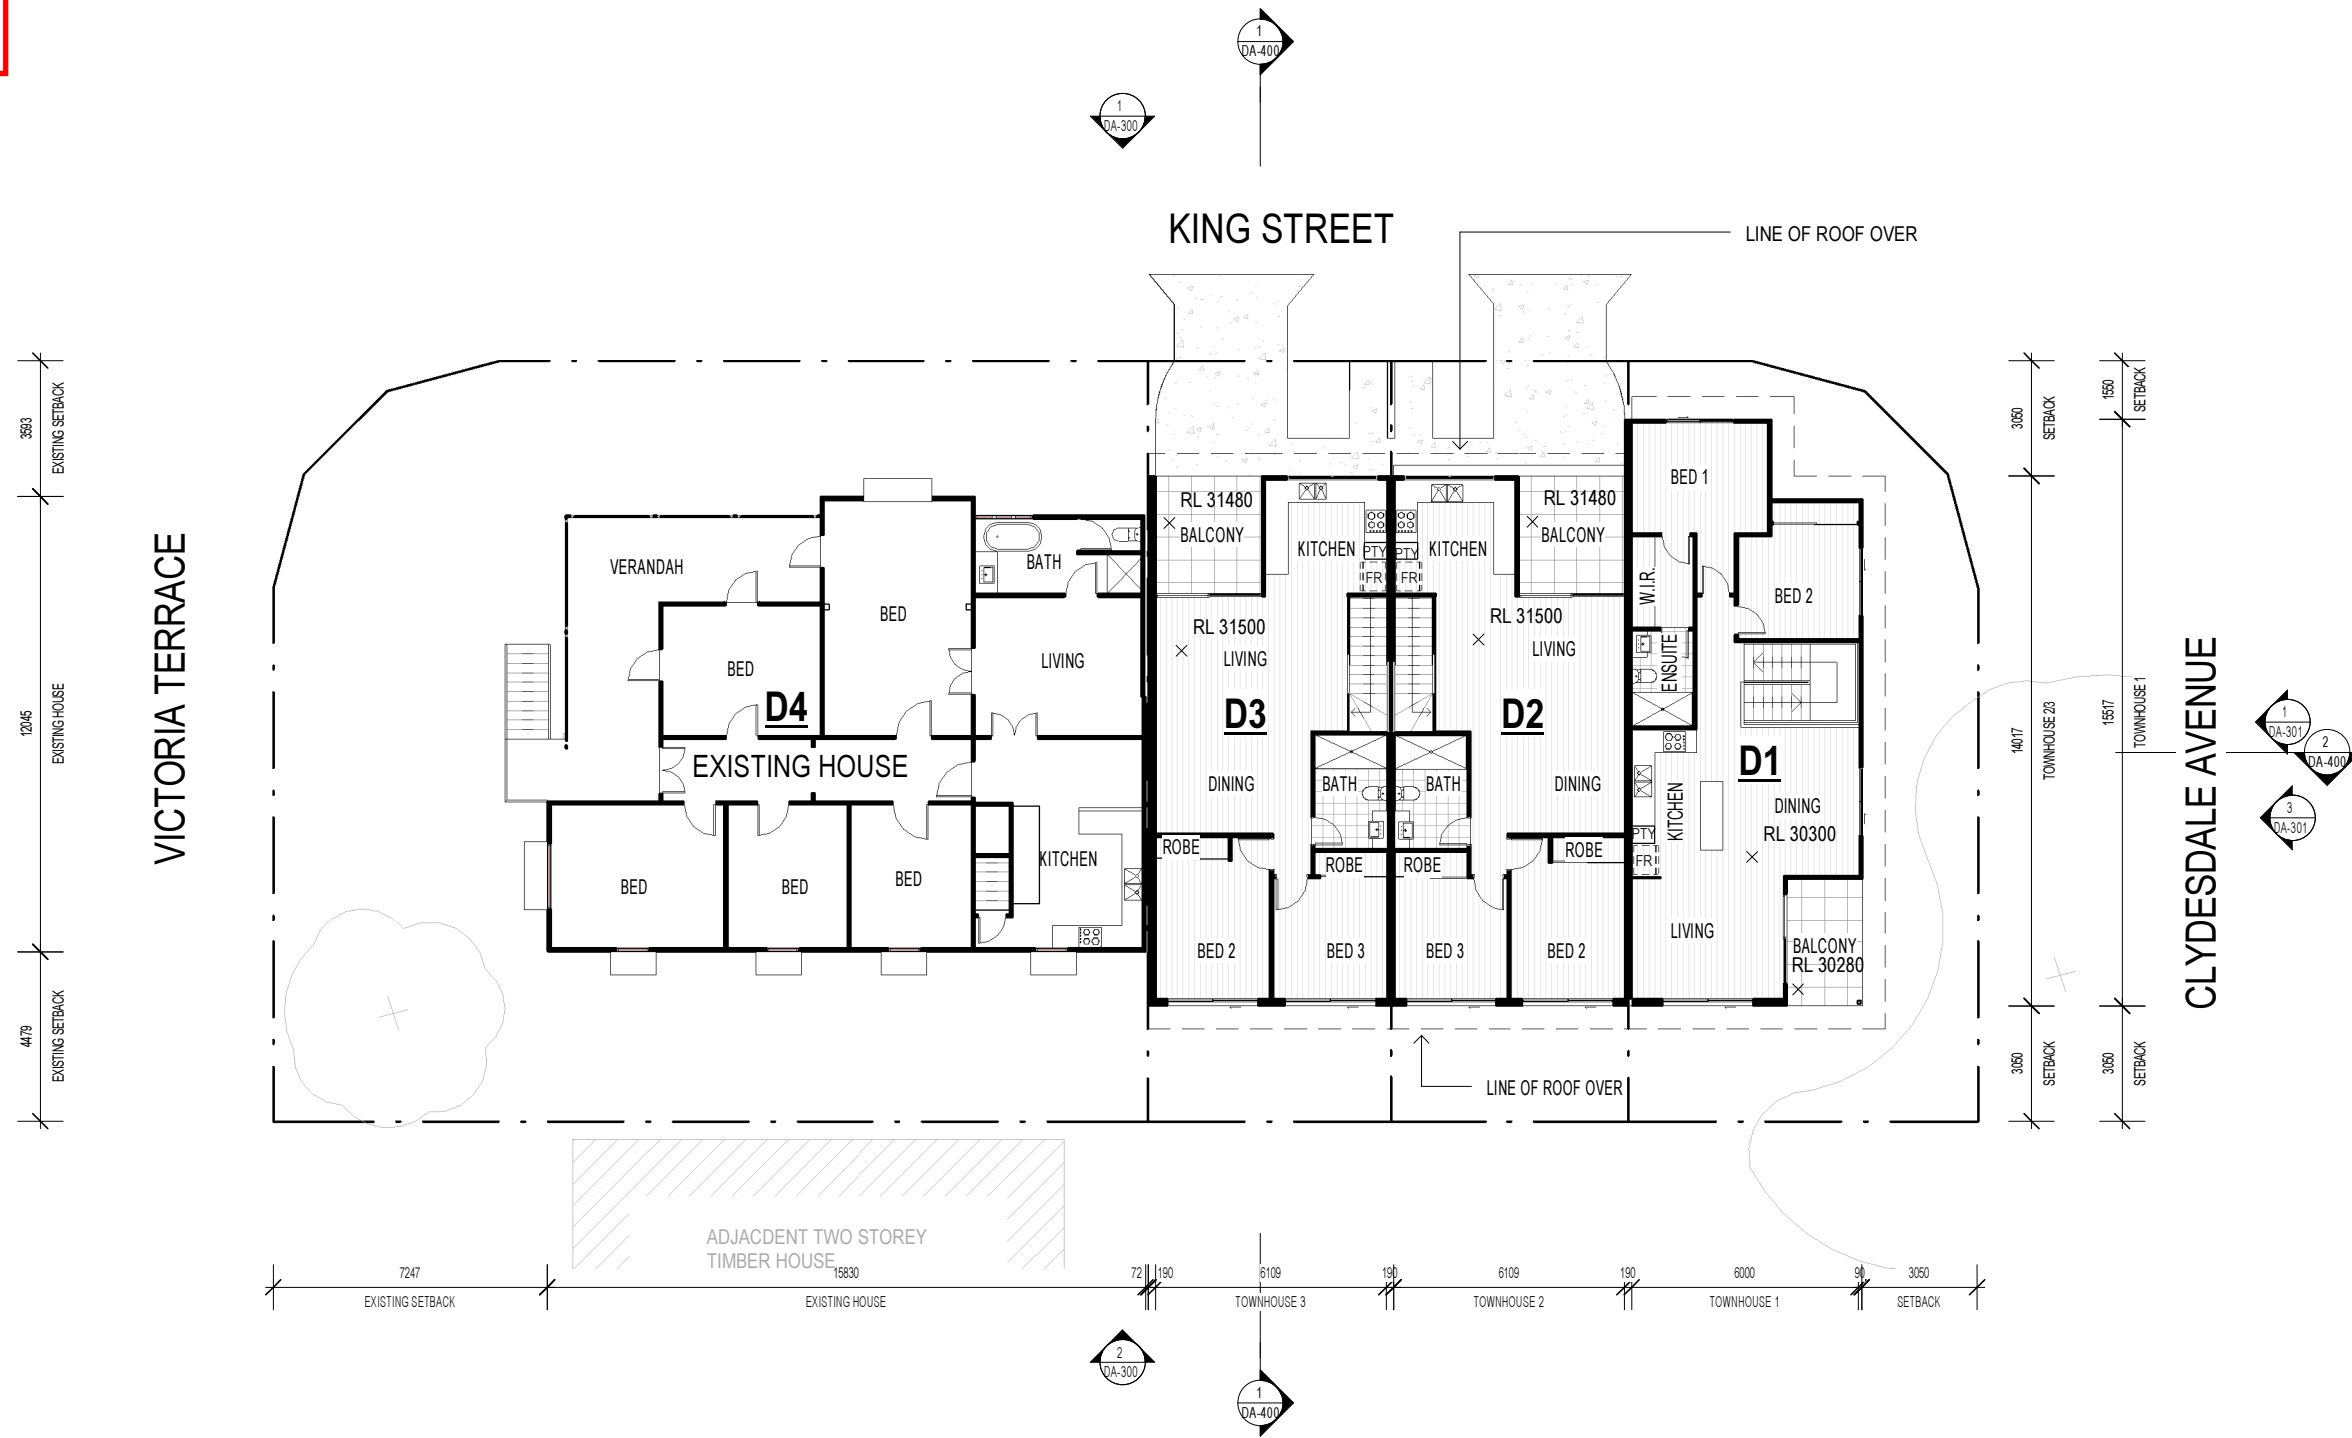 1
DA-400
1
DA-300
KING STREET
LINE OF ROOF OVER
3593
EXISTING SETBACK
12045
EXISTING HOUSE
4479
EXISTING SETBACK
VICTORIA TERRACE
VERANDAH
BED
BED
D4
EXISTING HOUSE
BED
BED
BED
BATH
LIVING
KITCHEN
RL 31480
BALCONY
KITCHEN
PTY
FR
RL 31500
LIVING
D3
DINING
BATH
ROBE
ROBE
BED 2
BED 3
RL 31480
BALCONY
KITCHEN
PTY
FR
RL 31500
LIVING
D2
DINING
BATH
ROBE
ROBE
BED 3
BED 2
BED 1
W.I.R.
BED 2
ENSUITE
D1
KITCHEN
PTY
FR
DINING
RL 30300
LIVING
BALCONY
RL 30280
LINE OF ROOF OVER
3050
SETBACK
14017
TOWNHOUSE 2/3
3050
SETBACK
1550
SETBACK
15517
TOWNHOUSE 1
3050
SETBACK
CLYDESDALE AVENUE
1
DA-301
2
DA-400
3
DA-301
ADJACDENT TWO STOREY
TIMBER HOUSE
7247
EXISTING SETBACK
15830
EXISTING HOUSE
72
190
6109
TOWNHOUSE 3
190
6109
TOWNHOUSE 2
190
6000
TOWNHOUSE 1
90
3050
SETBACK
2
DA-300
1
DA-400